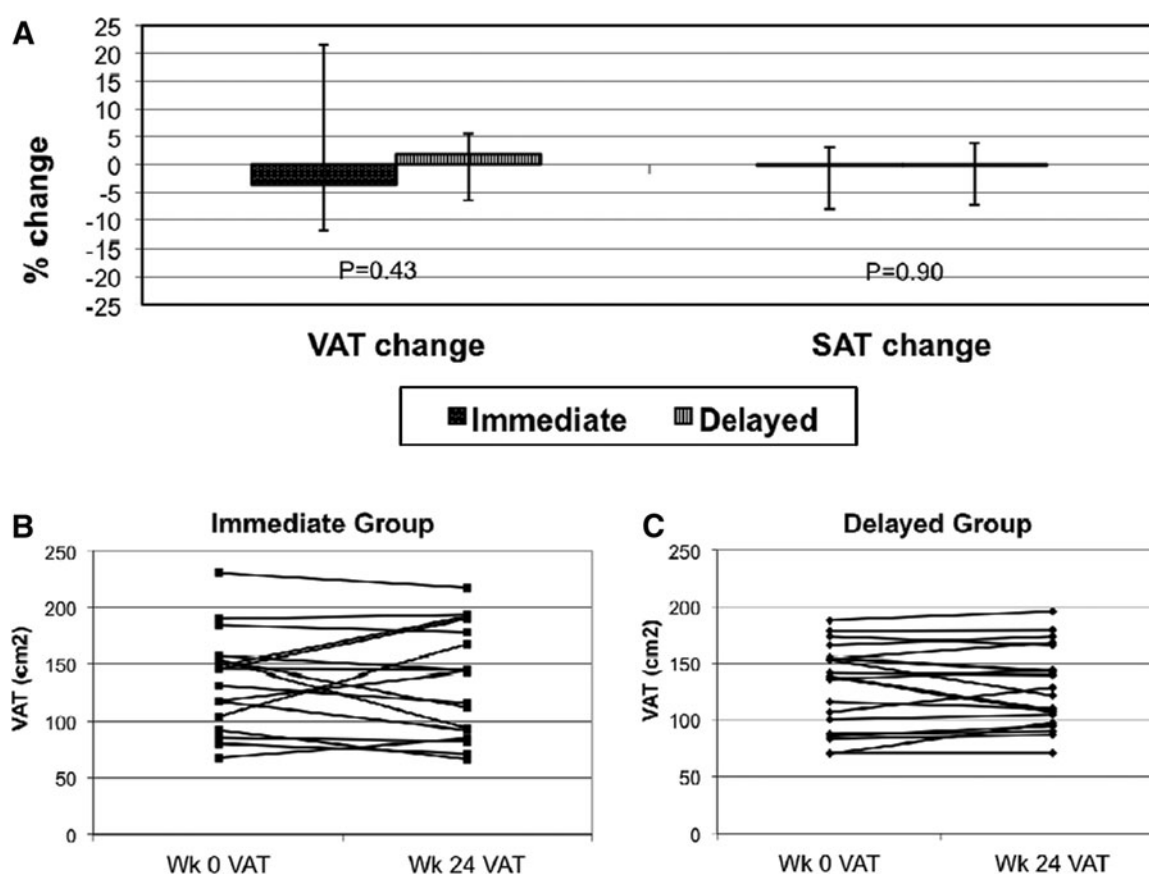 A
25
20
15
10
5
0
-5
-10
-15
-20
-25
% change
P=0.43
P=0.90
VAT change
SAT change
Immediate
Delayed
B
Immediate Group
250
200
150
100
50
0
VAT (cm2)
Wk 0 VAT
Wk 24 VAT
C
Delayed Group
250
200
150
100
50
0
VAT (cm2)
Wk 0 VAT
Wk 24 VAT